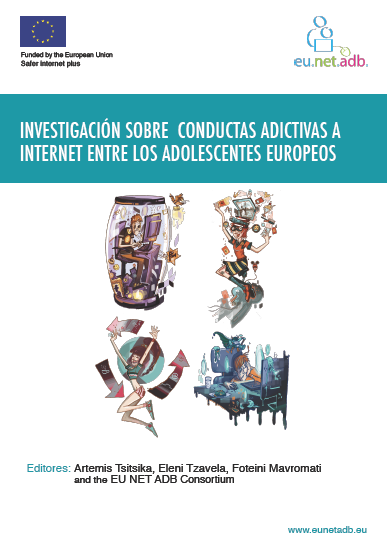 Funded by the European Union
Safer Internet plus
eu.net.adb.
INVESTIGACIÓN SOBRE CONDUCTAS ADICTIVAS A
INTERNET ENTRE LOS ADOLESCENTES EUROPEOS
Editores: Artemis Tsitsika, Eleni Tzavela, Foteini Mavromati
and the EU NET ADB Consortium
www.eunetadb.eu